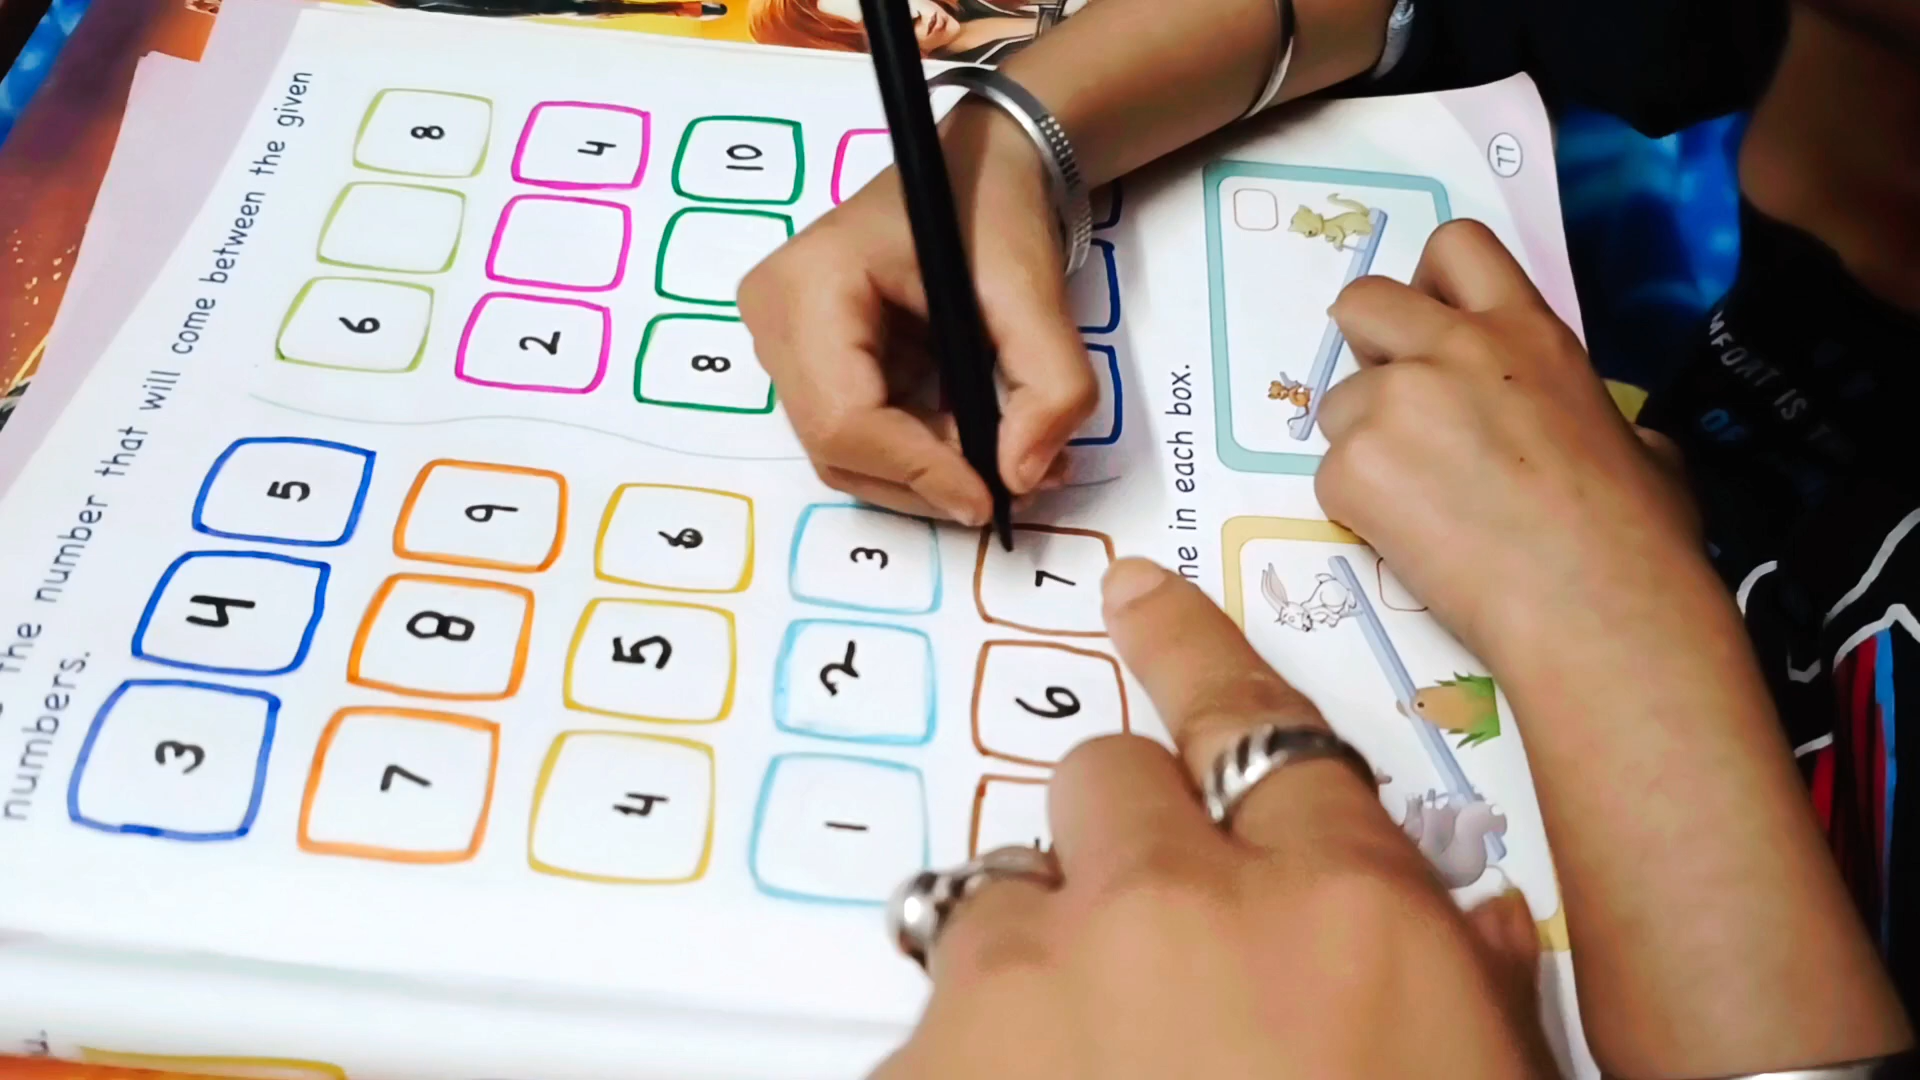 the number that will come between the given
numbers.
3 4 5 6 8
7 8 9 2 4
4 5 6 8 10
1 2 3
6 7
in each box.
77